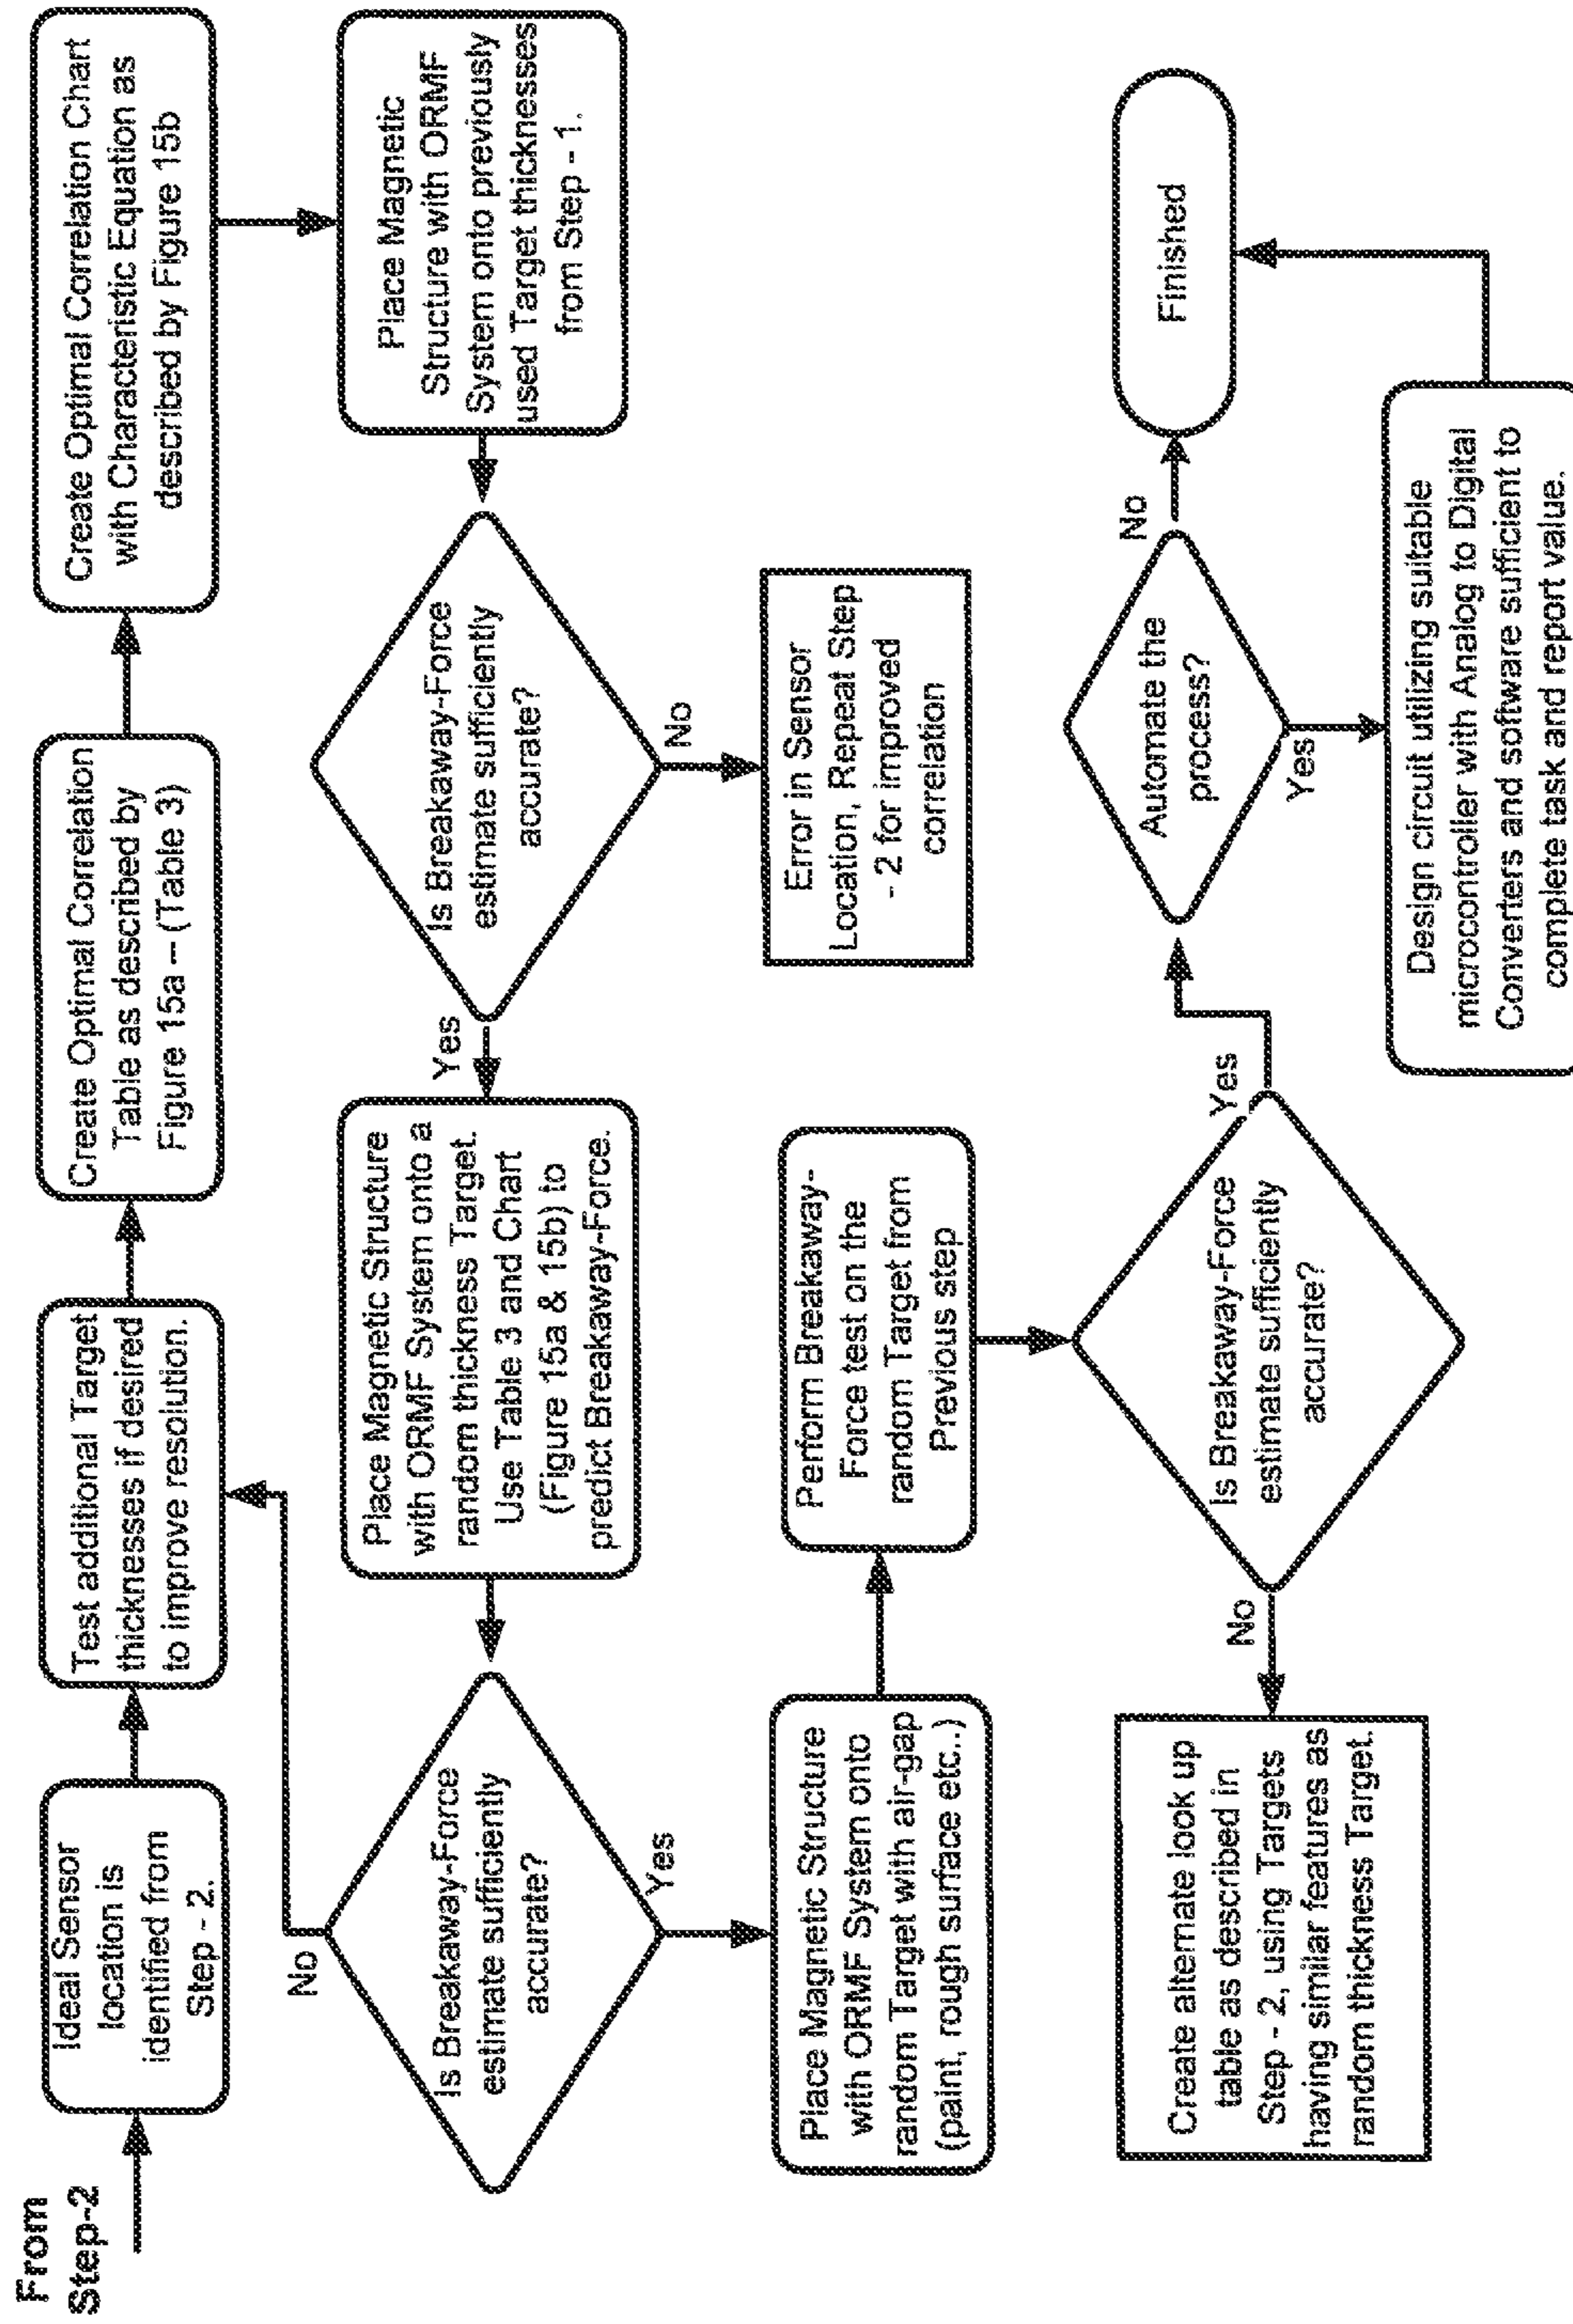 From
Step-2
Ideal Sensor
location is
identified from
Step - 2.
Test additional Target
thicknesses if desired
to improve resolution.
Create Optimal Correlation
Table as described by
Figure 15a -- (Table 3)
Create Optimal Correlation Chart
with Characteristic Equation as
described by Figure 15b
Place Magnetic
Structure with ORMF
System onto previously
used Target thicknesses
from Step - 1.
Is Breakaway-Force
estimate sufficiently
accurate?
No
Error in Sensor
Location, Repeat Step
- 2 for improved
correlation
Yes
Place Magnetic Structure
with ORMF System onto a
random thickness Target.
Use Table 3 and Chart
(Figure 15a & 15b) to
predict Breakaway-Force.
Is Breakaway-Force
estimate sufficiently
accurate?
No
Yes
Place Magnetic Structure
with ORMF System onto
random Target with air-gap
(paint, rough surface etc..)
Perform Breakaway-
Force test on the
random Target from
Previous step
Is Breakaway-Force
estimate sufficiently
accurate?
No
Create alternate look up
table as described in
Step - 2, using Targets
having similar features as
random thickness Target.
Yes
Automate the
process?
No
Finished
Yes
Design circuit utilizing suitable
microcontroller with Analog to Digital
Converters and software sufficient to
complete task and report value.